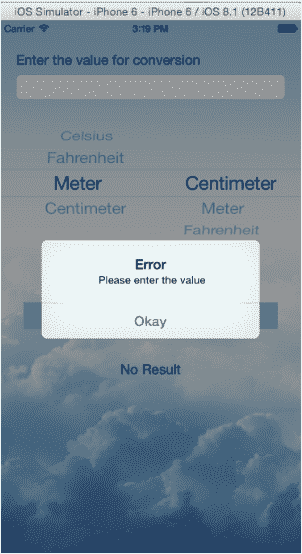 iOS Simulator - iPhone 6 - iPhone 6 / iOS 8.1 (12B411)
Carrier 3:19 PM
Enter the value for conversion
Celsius
Fahrenheit
Meter Centimeter
Centimeter Meter
Fahrenheit
Error
Please enter the value
Okay
No Result